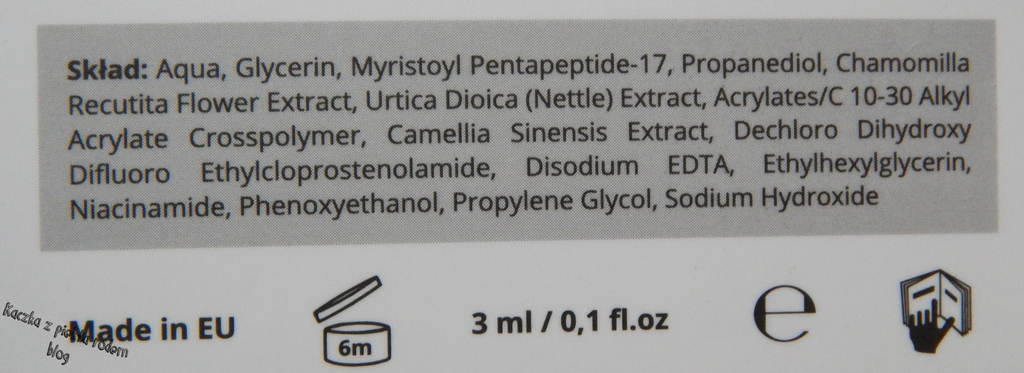 Skład: Aqua, Glycerin, Myristoyl Pentapeptide-17, Propanediol, Chamomilla
Recutita Flower Extract, Urtica Dioica (Nettle) Extract, Acrylates/C 10-30 Alkyl
Acrylate Crosspolymer, Camellia Sinensis Extract, Dechloro Dihydroxy
Difluoro Ethylcloprostenolamide, Disodium EDTA, Ethylhexylglycerin,
Niacinamide, Phenoxyethanol, Propylene Glycol, Sodium Hydroxide
Made in EU
6m
3 ml / 0,1 fl.oz
e
Kaczka z
blog